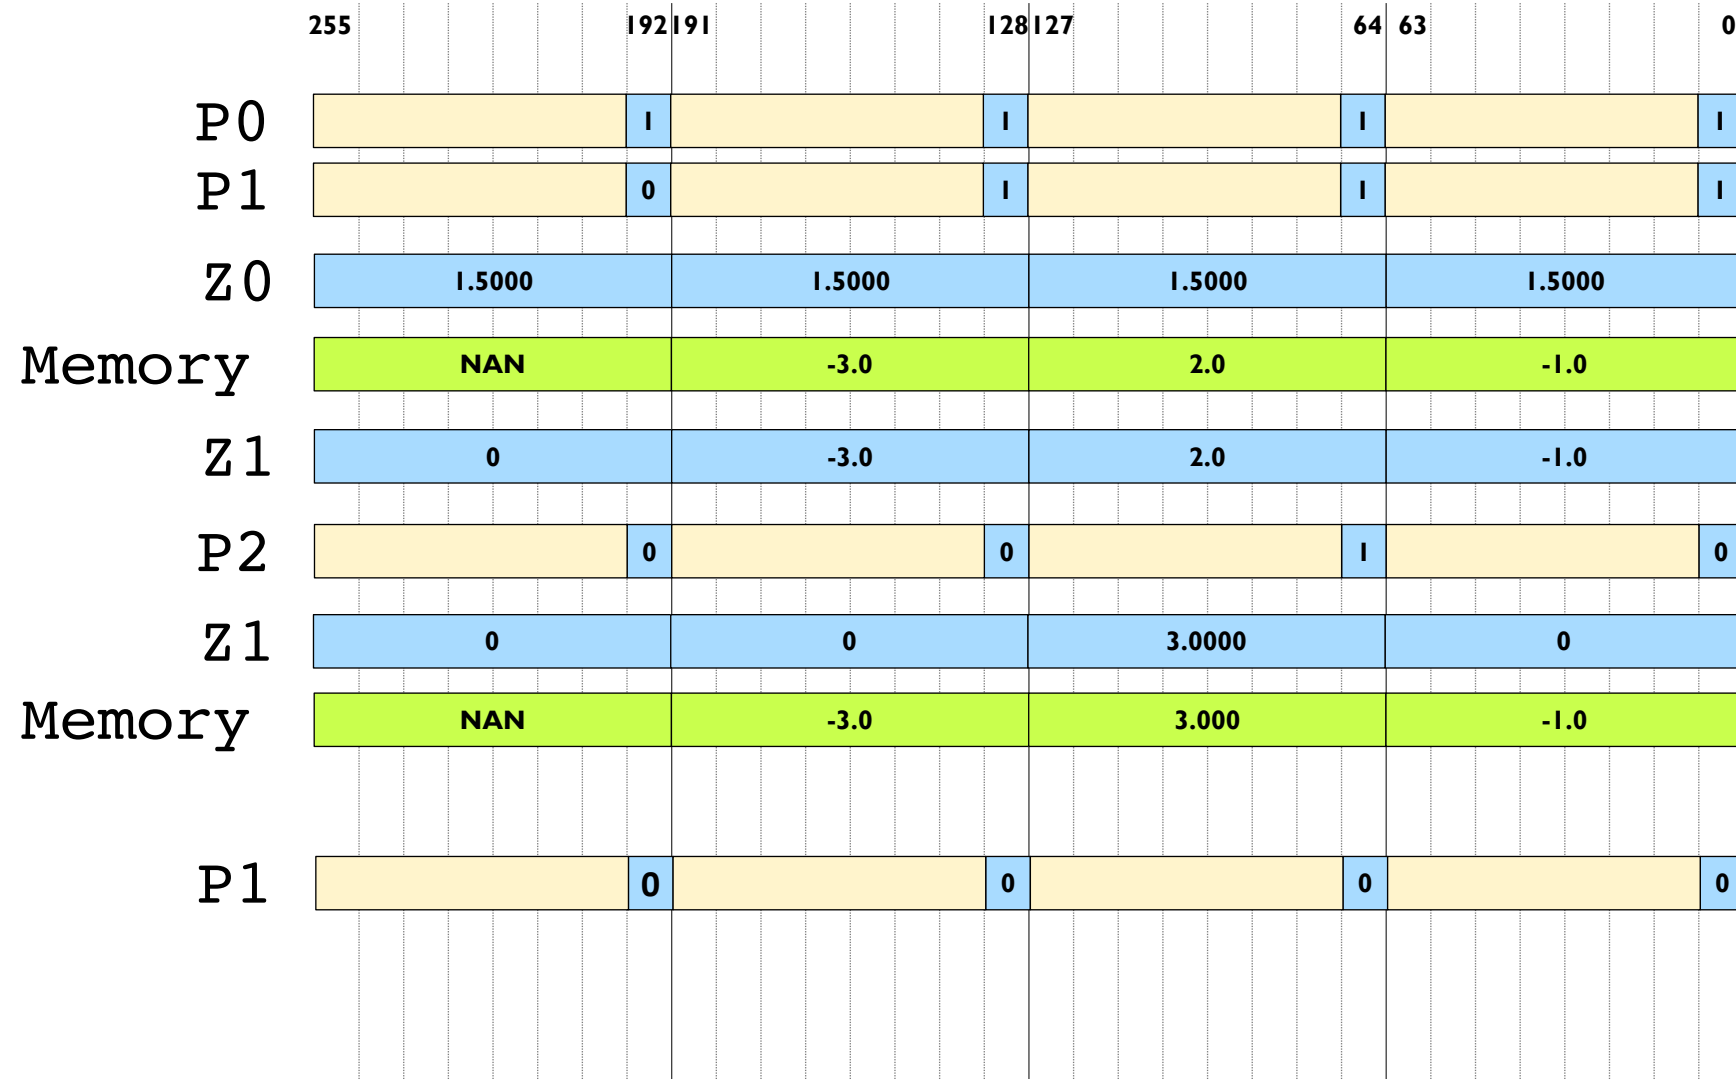 255 192 191 128 127 64 63 0
P0 1 1 1 1
P1 0 1 1 1
Z0 1.5000 1.5000 1.5000 1.5000
Memory NAN -3.0 2.0 -1.0
Z1 0 -3.0 2.0 -1.0
P2 0 0 1 0
Z1 0 0 3.0000 0
Memory NAN -3.0 3.000 -1.0
P1 0 0 0 0